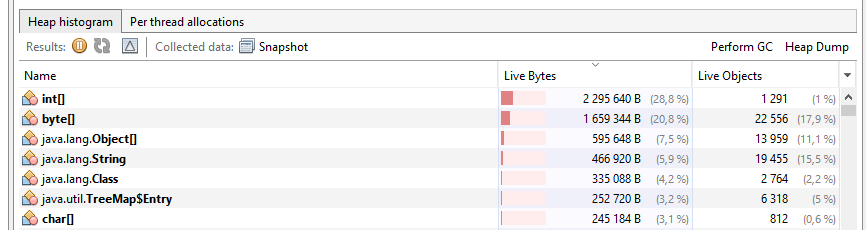 Heap histogram Per thread allocations
Results: Collected data: Snapshot Perform GC Heap Dump
Name Live Bytes Live Objects
int[] 2 295 640 B (28,8 %) 1 291 (1 %)
byte[] 1 659 344 B (20,8 %) 22 556 (17,9 %)
java.lang.Object[] 595 648 B (7,5 %) 13 959 (11,1 %)
java.lang.String 466 920 B (5,9 %) 19 455 (15,5 %)
java.lang.Class 335 088 B (4,2 %) 2 764 (2,2 %)
java.util.TreeMap$Entry 252 720 B (3,2 %) 6 318 (5 %)
char[] 245 184 B (3,1 %) 812 (0,6 %)